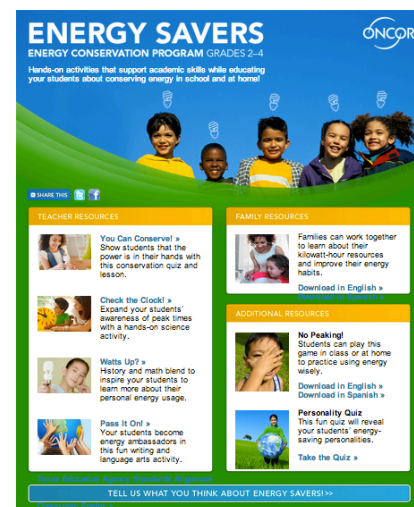 ENERGY SAVERS
ONCOR
ENERGY CONSERVATION PROGRAM GRADES 2–4
Hands-on activities that support academic skills while educating
your students about conserving energy in school and at home!
SHARE THIS
TEACHER RESOURCES
You Can Conserve! »
Show students that the
power is in their hands with
this conservation quiz and
lesson.
Check the Clock! »
Expand your students'
awareness of peak times
with a hands-on science
activity.
Watts Up? »
History and math blend to
inspire your students to
learn more about their
personal energy usage.
Pass It On! »
Your students become
energy ambassadors in
this fun writing and
language arts activity.
Texas Education Agency Standards Alignment
FAMILY RESOURCES
Families can work together
to learn about their
kilowatt-hour resources
and improve their energy
habits.
Download in English »
Download in Spanish »
ADDITIONAL RESOURCES
No Peaking!
Students can play this
game in class or at home
to practice using energy
wisely.
Download in English »
Download in Spanish »
Personality Quiz
This fun quiz will reveal
your students' energy-
saving personalities.
Take the Quiz »
TELL US WHAT YOU THINK ABOUT ENERGY SAVERS! >>